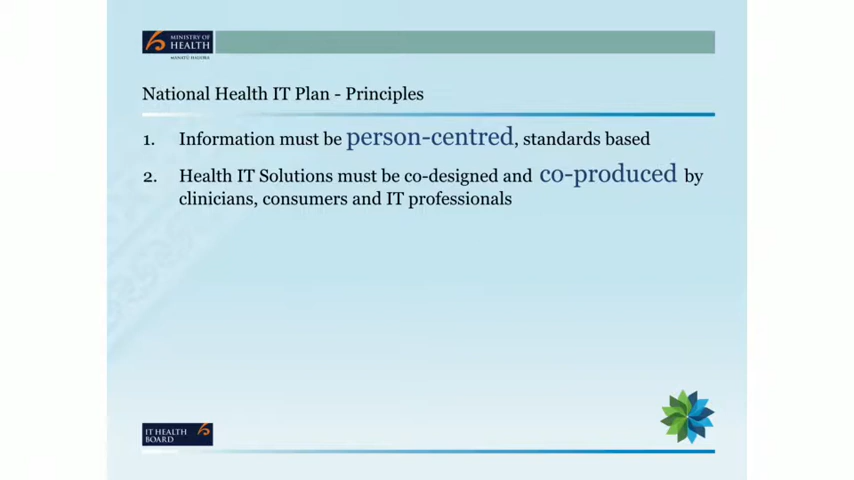 MINISTRY OF
HEALTH
MANATŪ HAUORA
National Health IT Plan - Principles
1. Information must be person-centred, standards based
2. Health IT Solutions must be co-designed and co-produced by
clinicians, consumers and IT professionals
IT HEALTH
BOARD